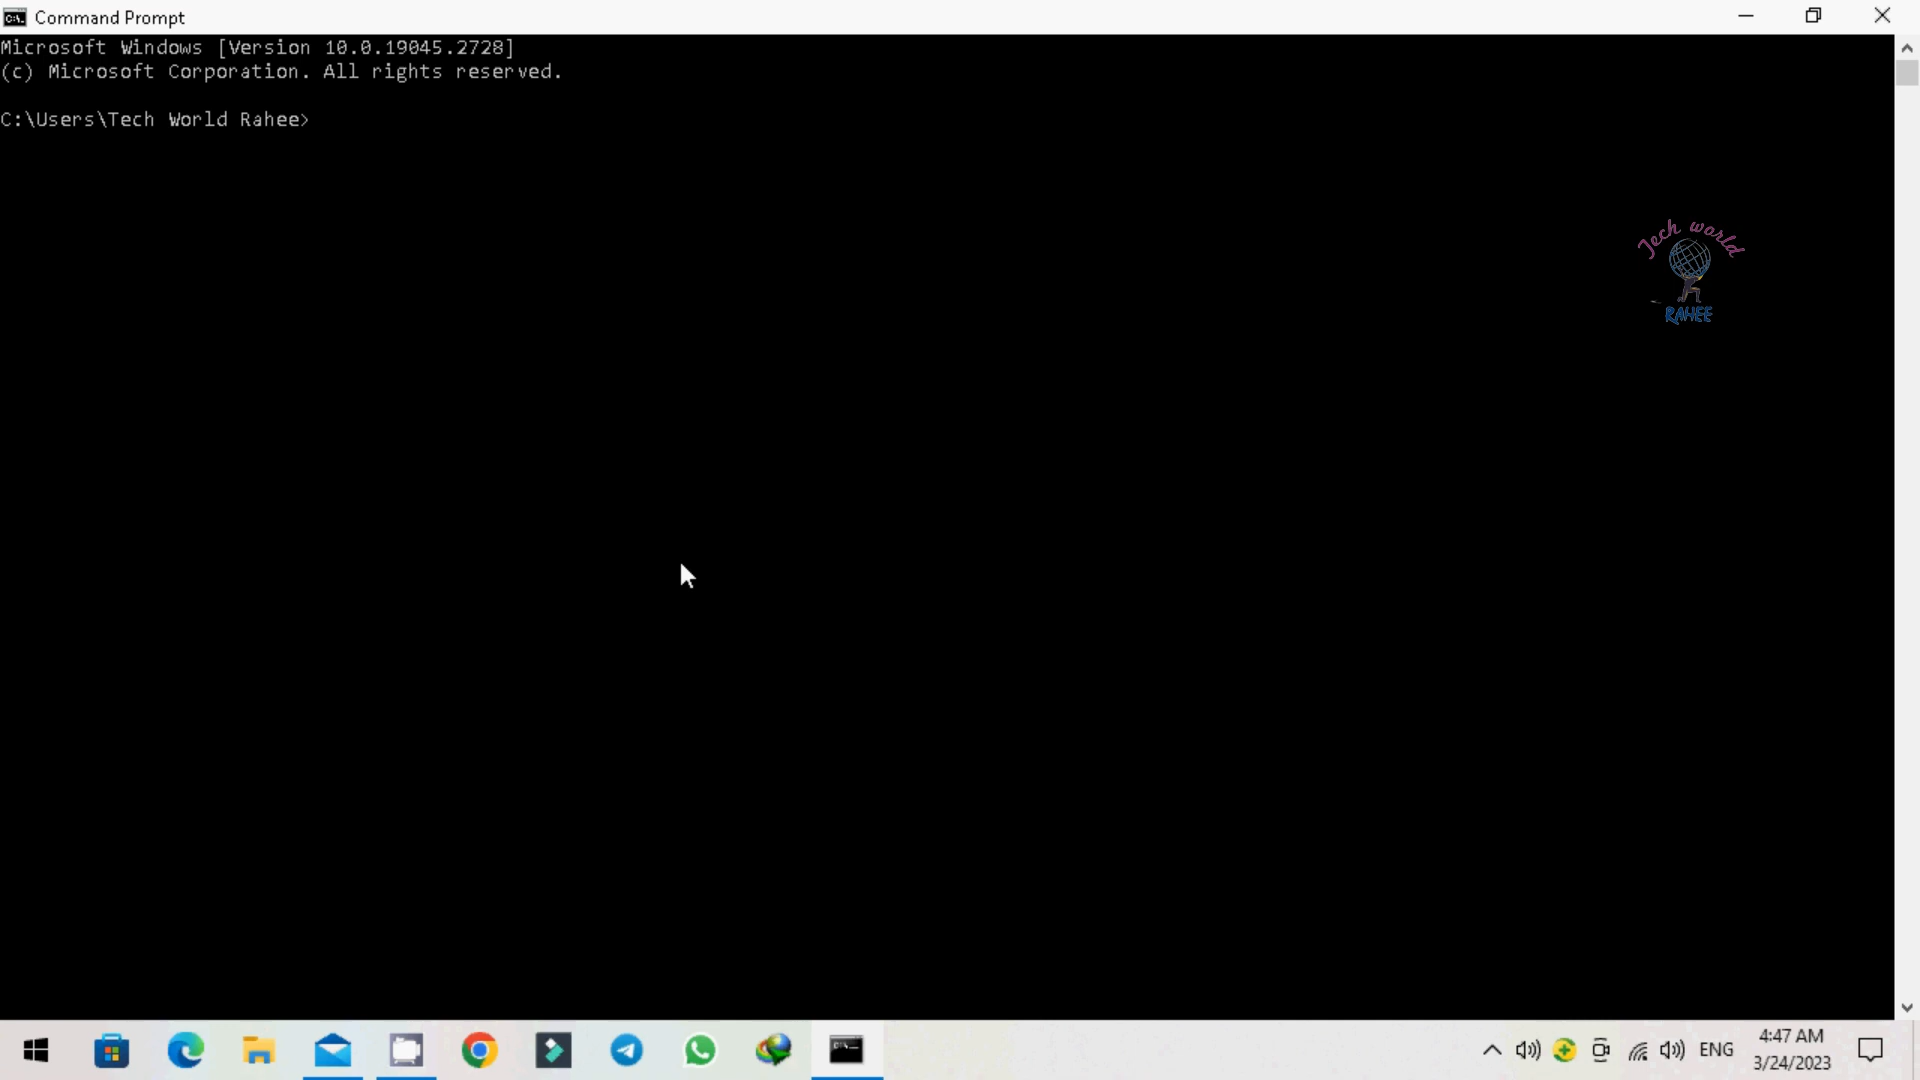 Command Prompt
Microsoft Windows [Version 10.0.19045.2728]
(c) Microsoft Corporation. All rights reserved.
C:\Users\Tech World Rahee>
Tech world
RAHEE
ENG
4:47 AM
3/24/2023